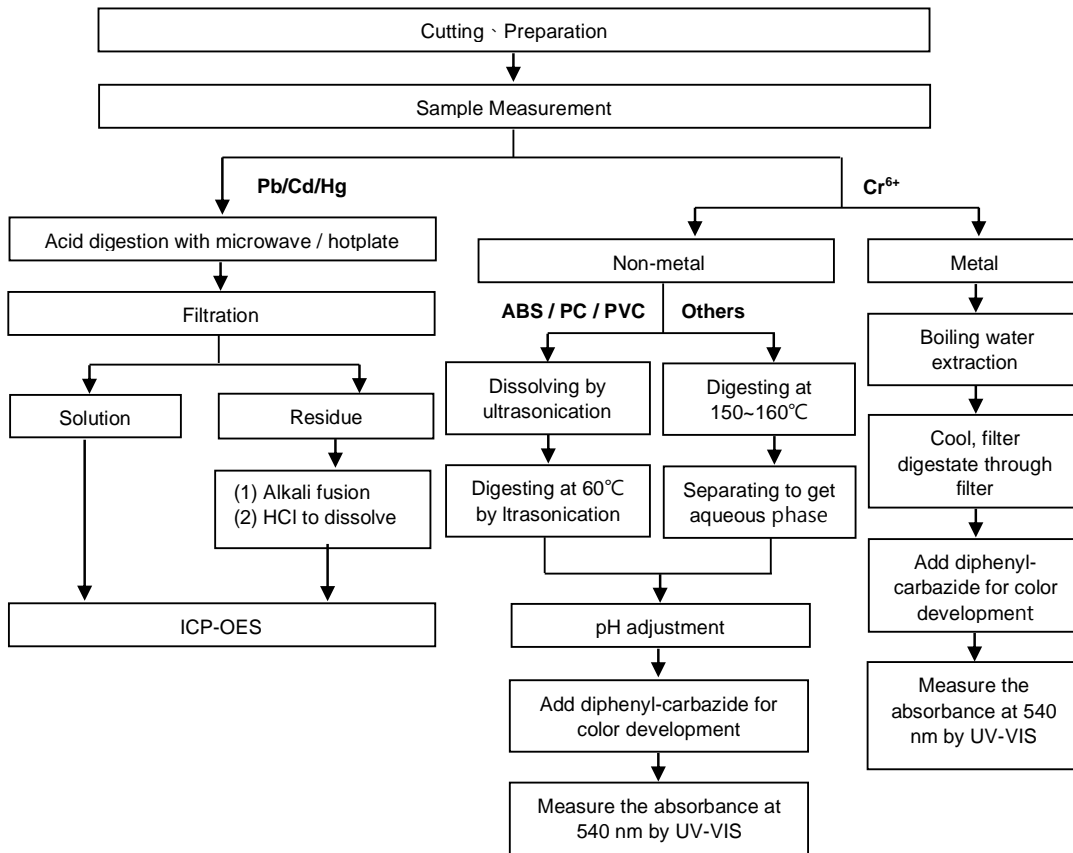 Cutting、Preparation
Sample Measurement
Pb/Cd/Hg
Cr6+
Acid digestion with microwave / hotplate
Filtration
Solution
Residue
(1) Alkali fusion
(2) HCl to dissolve
ICP-OES
Non-metal
ABS / PC / PVC
Others
Dissolving by
ultrasonication
Digesting at
150~160℃
Digesting at 60℃
by ltrasonication
Separating to get
aqueous phase
pH adjustment
Add diphenyl-carbazide for
color development
Measure the absorbance at
540 nm by UV-VIS
Metal
Boiling water
extraction
Cool, filter
digestate through
filter
Add diphenyl-
carbazide for color
development
Measure the
absorbance at 540
nm by UV-VIS